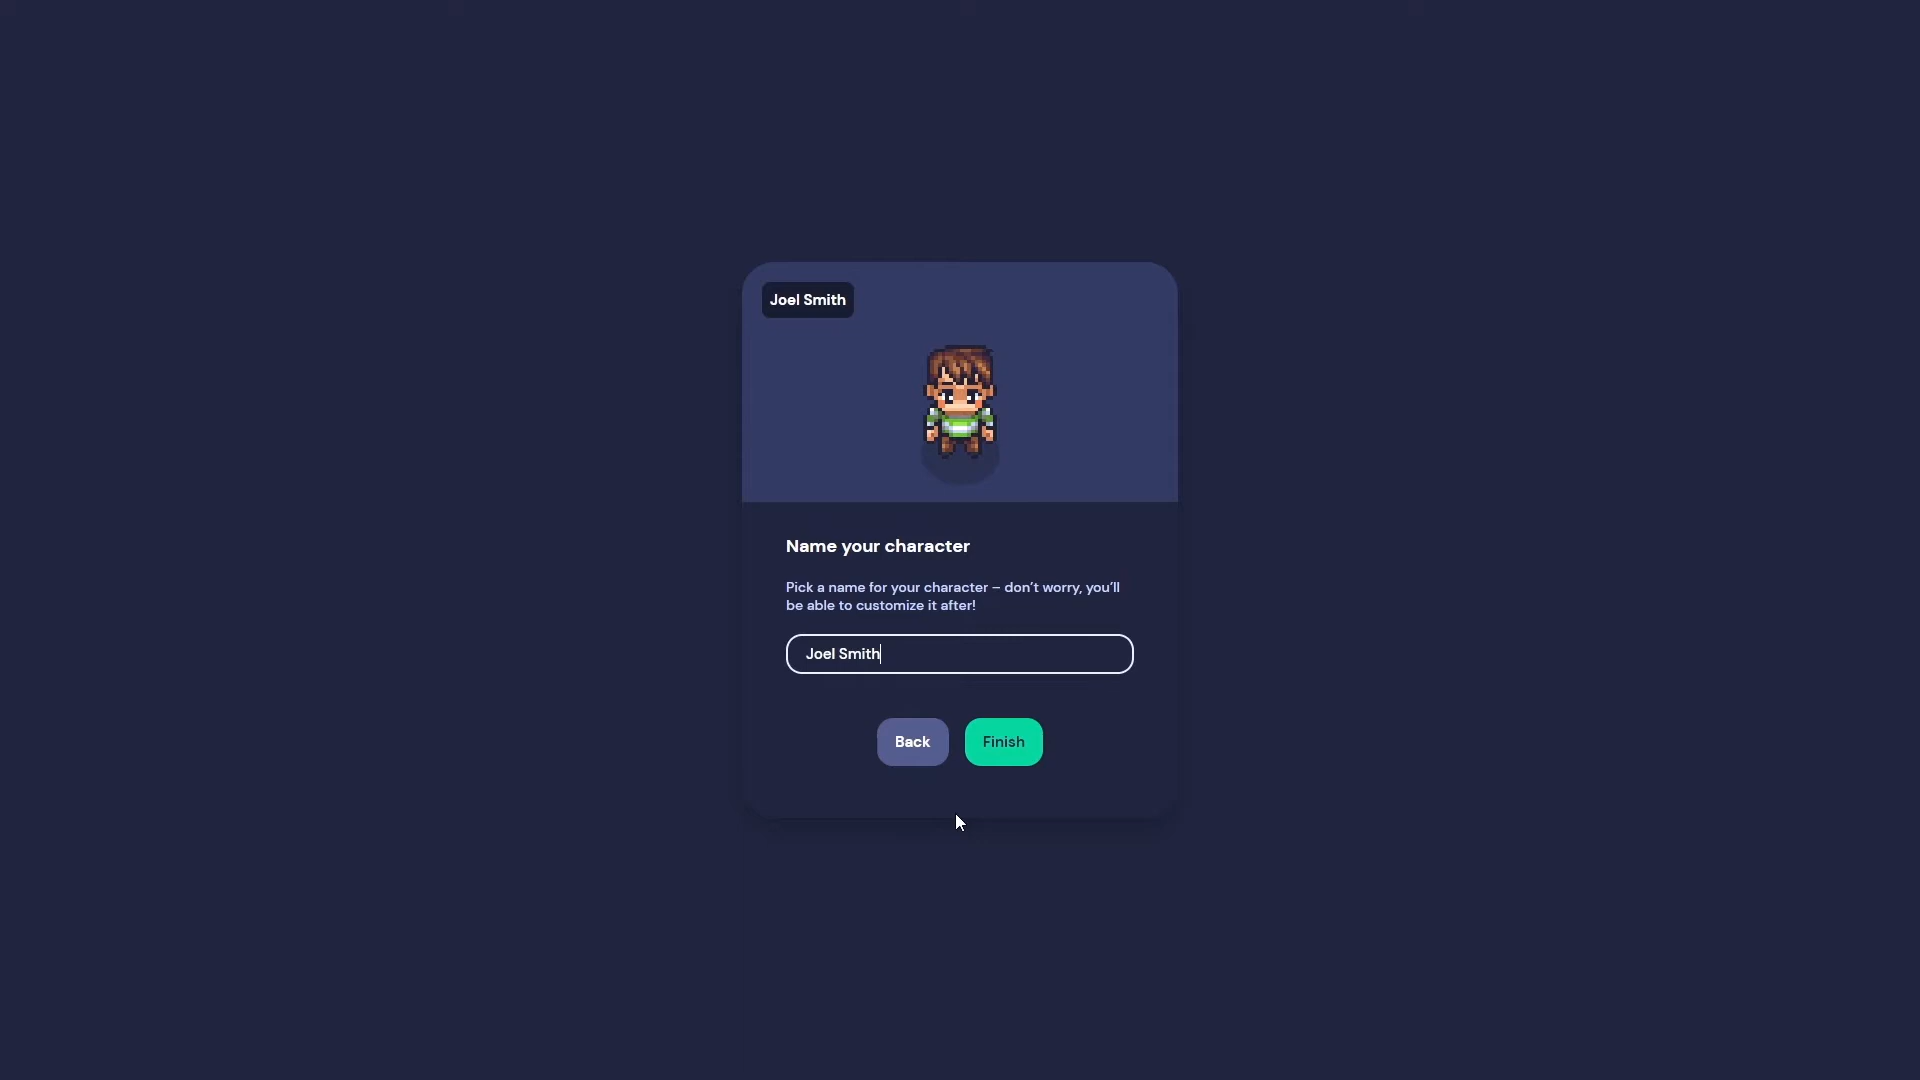 Joel Smith
Name your character
Pick a name for your character – don’t worry, you’ll
be able to customize it after!
Joel Smith
Back
Finish